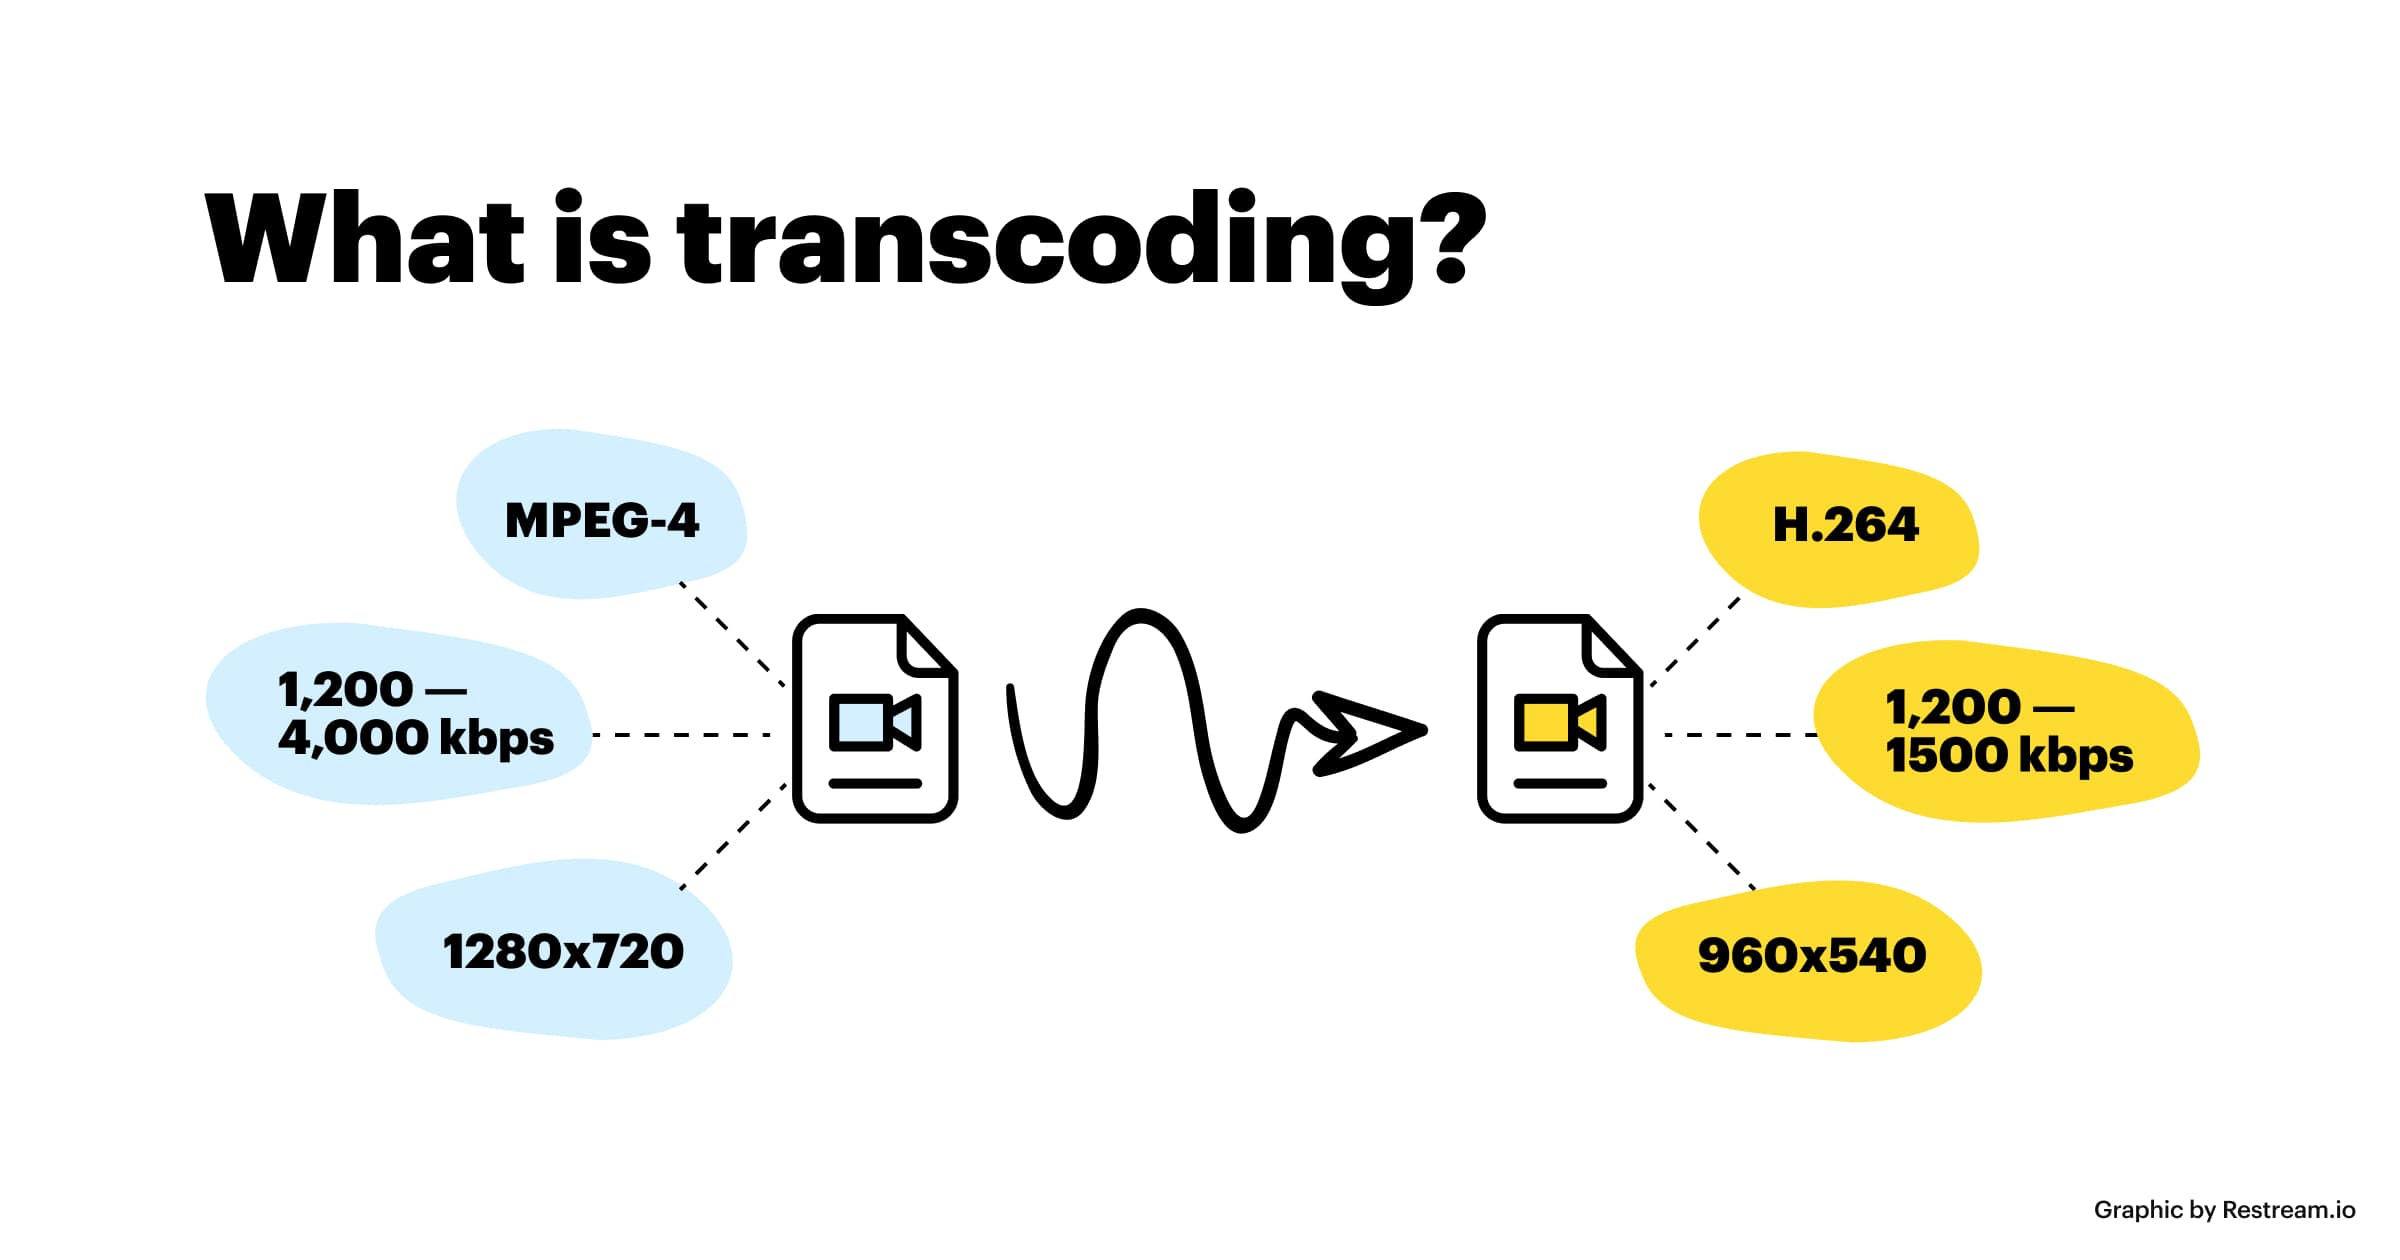 What is transcoding?
MPEG-4
1,200 —
4,000 kbps
1280x720
H.264
1,200 —
1500 kbps
960x540
Graphic by Restream.io